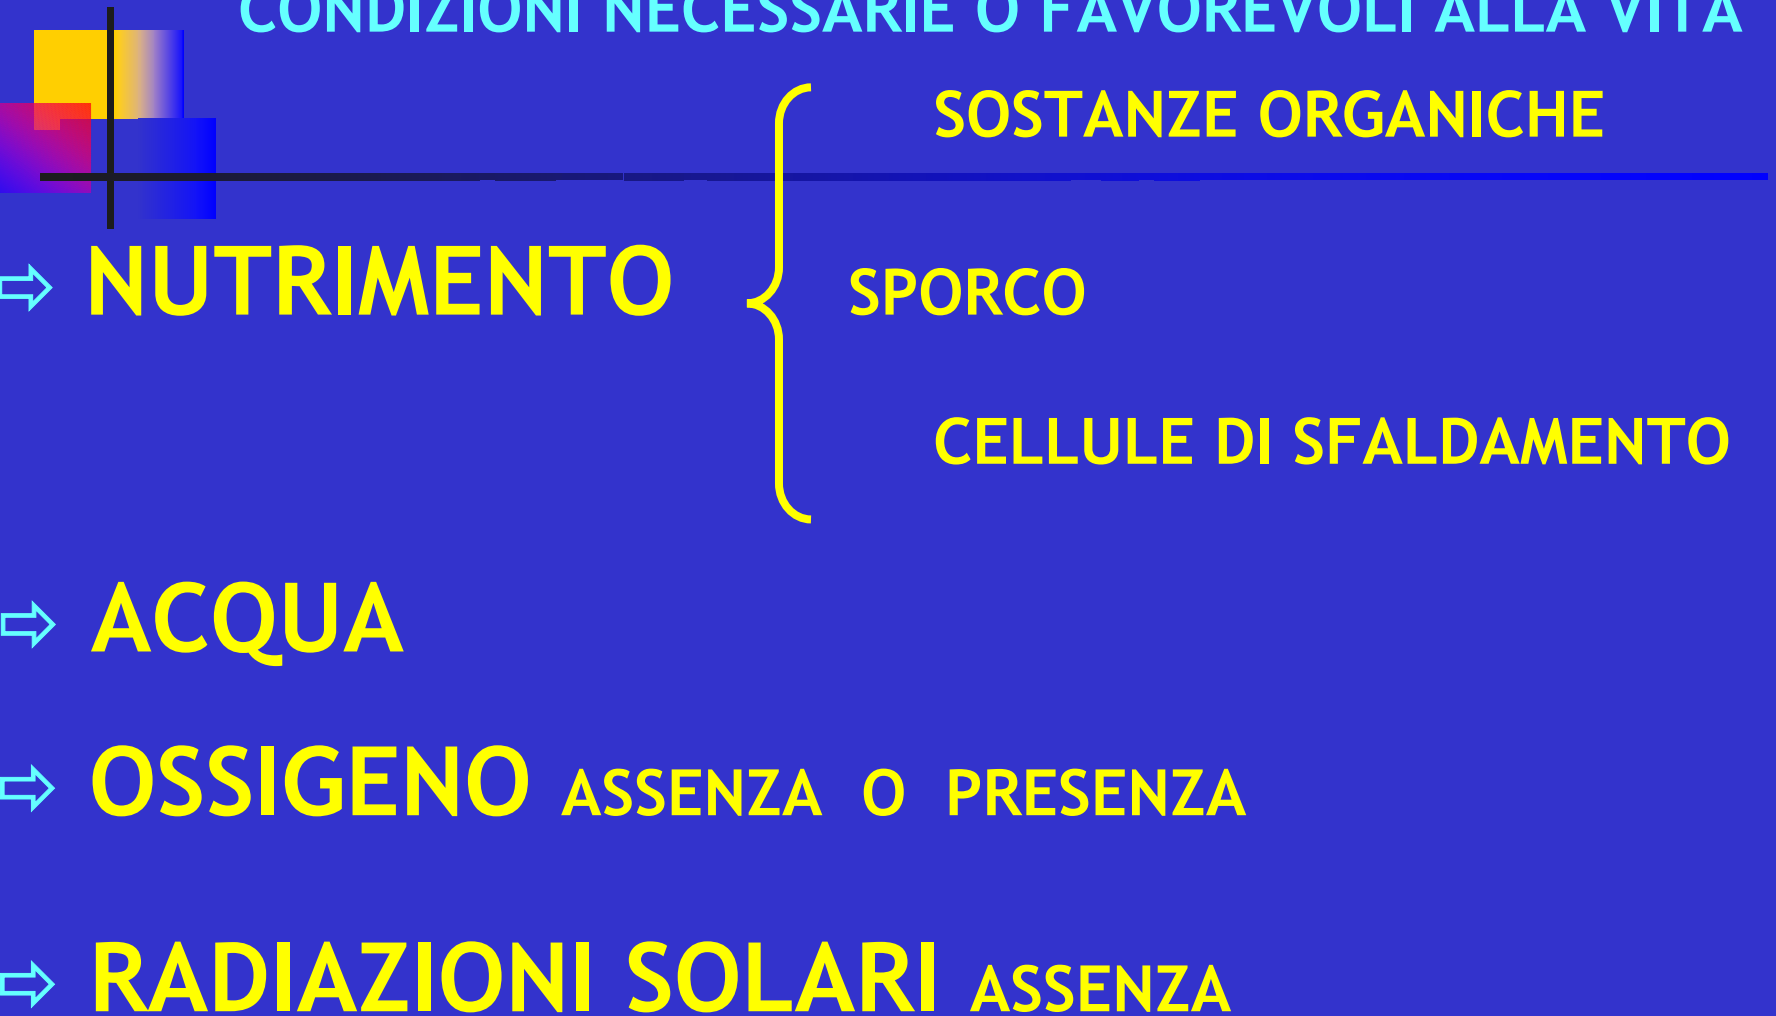 CONDIZIONI NECESSARIE O FAVOREVOLI ALLA VITA
SOSTANZE ORGANICHE
⇨ NUTRIMENTO SPORCO
CELLULE DI SFALDAMENTO
⇨ ACQUA
⇨ OSSIGENO ASSENZA O PRESENZA
⇨ RADIAZIONI SOLARI ASSENZA